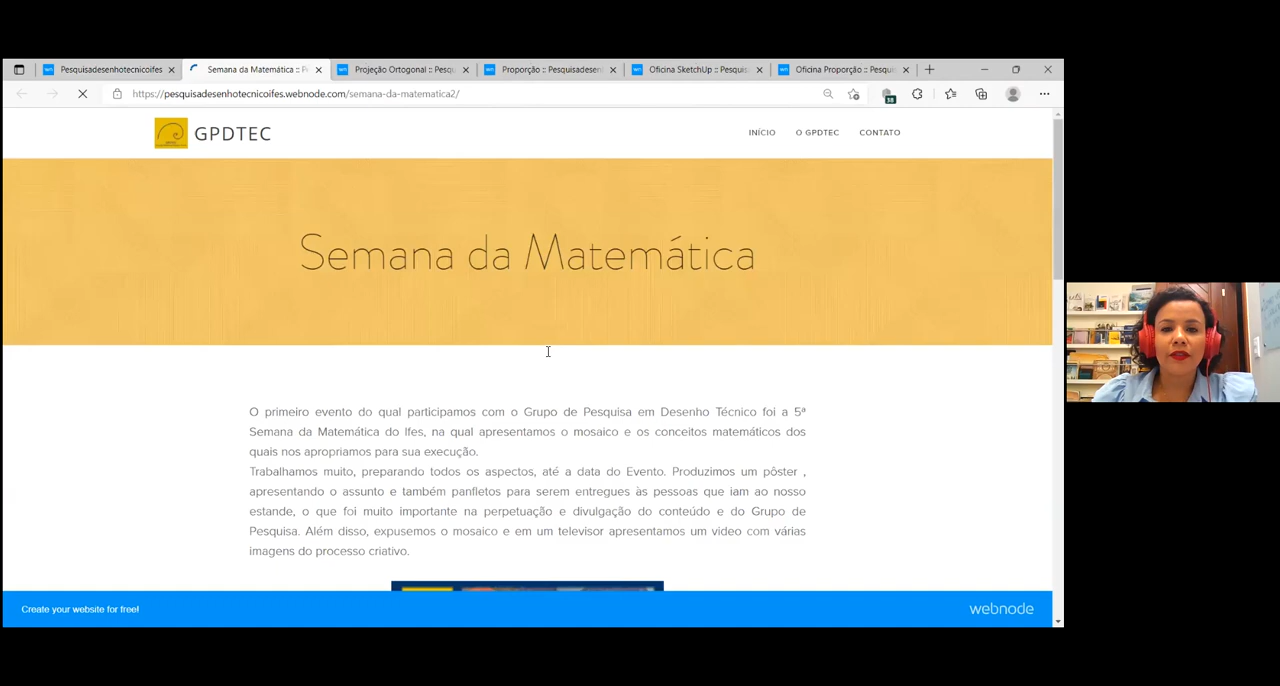 Pesquisadesenhotecnicoifes
Semana da Matemática :: P
Projeção Ortogonal :: Pesqu
Proporção :: Pesquisadesen
Oficina SketchUp :: Pesquis
Oficina Proporção :: Pesqui
https://pesquisadesenhotecnicoifes.webnode.com/semana-da-matematica2/
38
GPDTEC
INÍCIO O GPDTEC CONTATO
Semana da Matemática
O primeiro evento do qual participamos com o Grupo de Pesquisa em Desenho Técnico foi a 5ª
Semana da Matemática do Ifes, na qual apresentamos o mosaico e os conceitos matemáticos dos
quais nos apropriamos para sua execução.
Trabalhamos muito, preparando todos os aspectos, até a data do Evento. Produzimos um pôster ,
apresentando o assunto e também panfletos para serem entregues às pessoas que iam ao nosso
estande, o que foi muito importante na perpetuação e divulgação do conteúdo e do Grupo de
Pesquisa. Além disso, expusemos o mosaico e em um televisor apresentamos um video com várias
imagens do processo criativo.
Create your website for free!
webnode